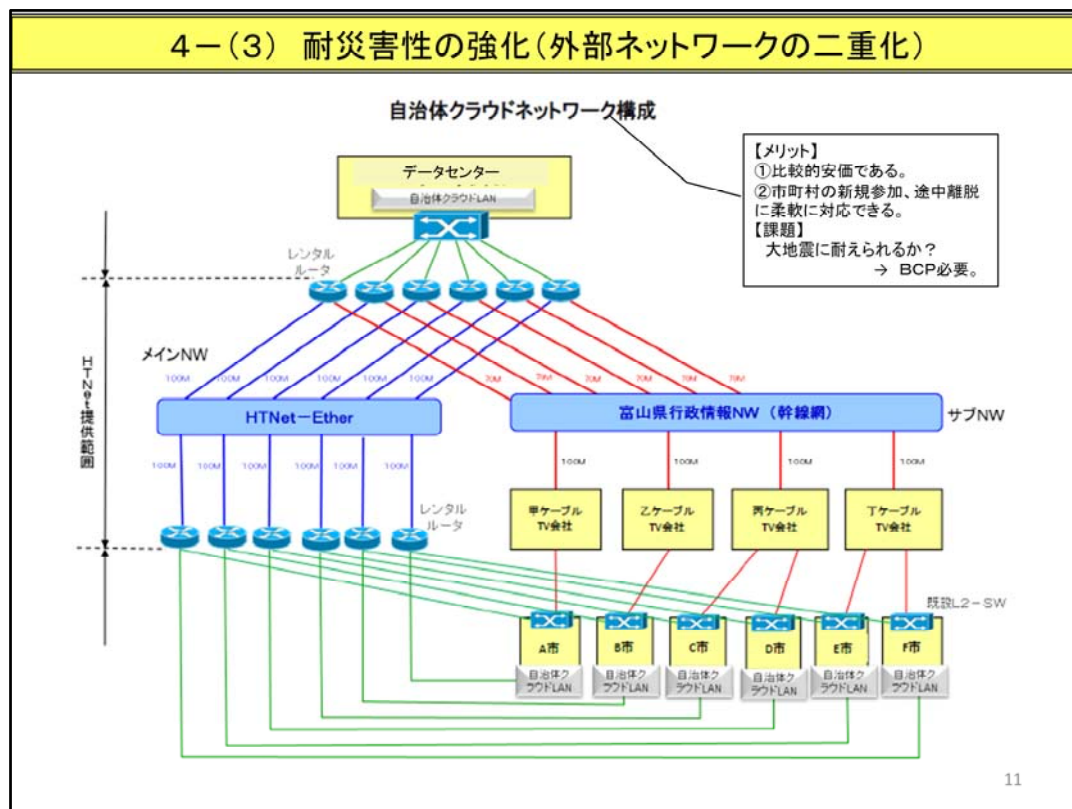 4－(3) 耐災害性の強化(外部ネットワークの二重化)
自治体クラウドネットワーク構成
【メリット】
①比較的安価である。
②市町村の新規参加、途中離脱
に柔軟に対応できる。
【課題】
大地震に耐えられるか？
→ BCP必要。
データセンター
自治体クラウドLAN
レンタル
ルータ
メインNW
HTNet提供範囲
100M
100M
100M
100M
100M
100M
70M
70M
70M
70M
70M
70M
HTNet－Ether
富山県行政情報NW (幹線網)
サブNW
100M
100M
100M
100M
100M
100M
100M
100M
100M
100M
レンタル
ルータ
甲ケーブル
TV会社
乙ケーブル
TV会社
丙ケーブル
TV会社
丁ケーブル
TV会社
既設L2－SW
A市
B市
C市
D市
E市
F市
自治体ク
ラウドLAN
自治体ク
ラウドLAN
自治体ク
ラウドLAN
自治体ク
ラウドLAN
自治体ク
ラウドLAN
自治体ク
ラウドLAN
11